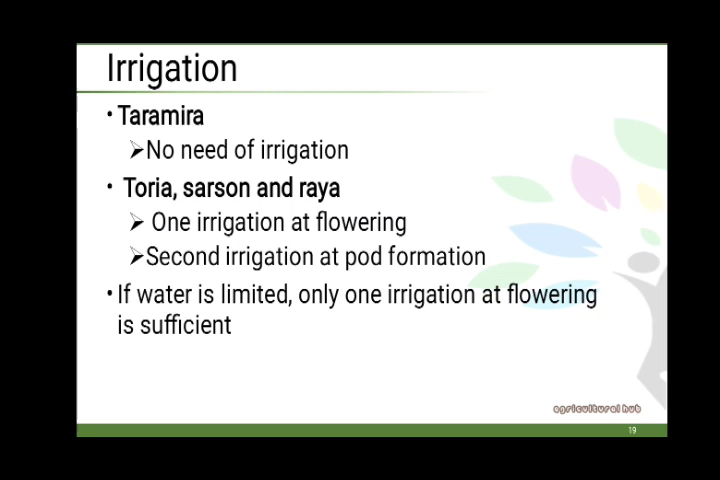 Irrigation
• Taramira
➢No need of irrigation
• Toria, sarson and raya
➢ One irrigation at flowering
➢Second irrigation at pod formation
• If water is limited, only one irrigation at flowering
is sufficient
agricultural hub
19